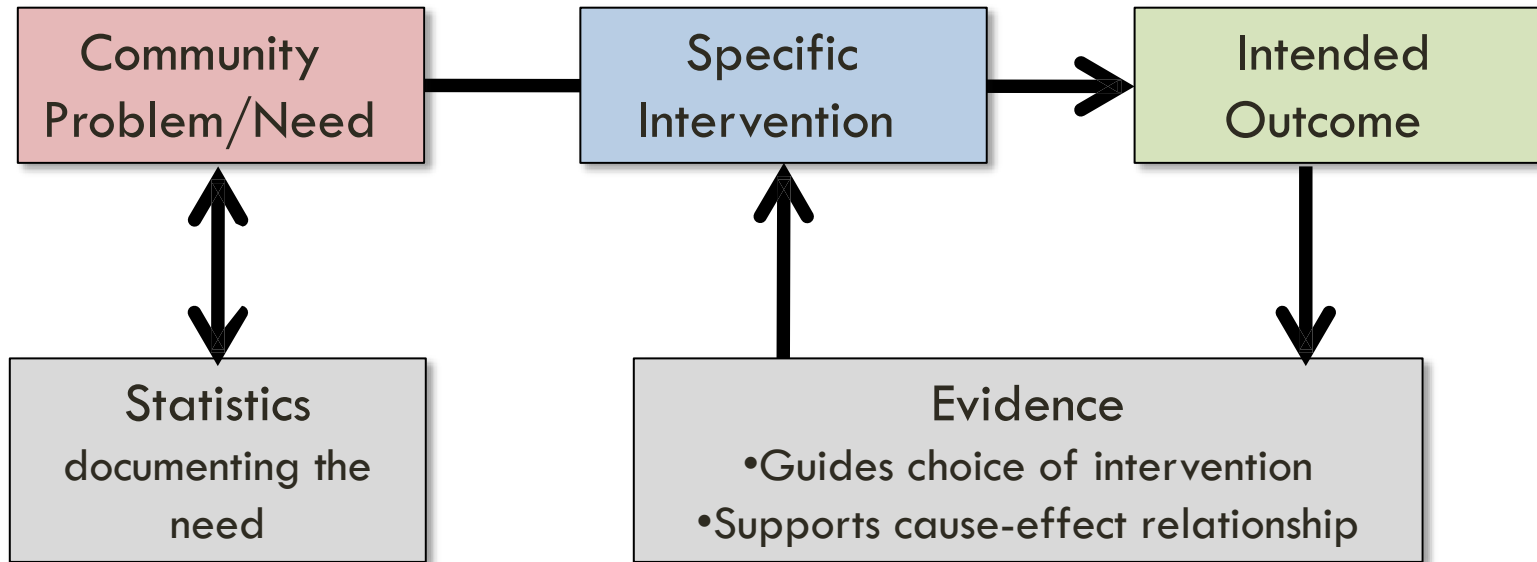 Community
Problem/Need
Specific
Intervention
Intended
Outcome
Statistics
documenting the
need
Evidence
•Guides choice of intervention
•Supports cause-effect relationship